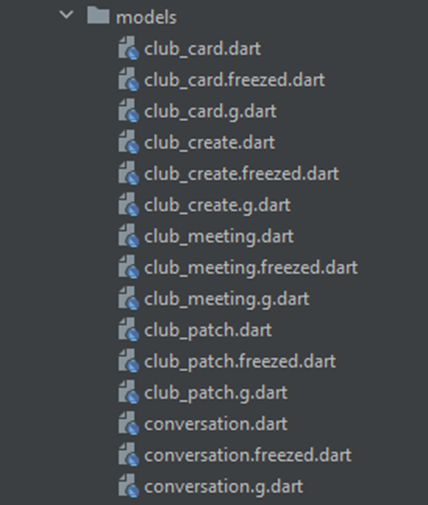 models
club_card.dart
club_card.freezed.dart
club_card.g.dart
club_create.dart
club_create.freezed.dart
club_create.g.dart
club_meeting.dart
club_meeting.freezed.dart
club_meeting.g.dart
club_patch.dart
club_patch.freezed.dart
club_patch.g.dart
conversation.dart
conversation.freezed.dart
conversation.g.dart